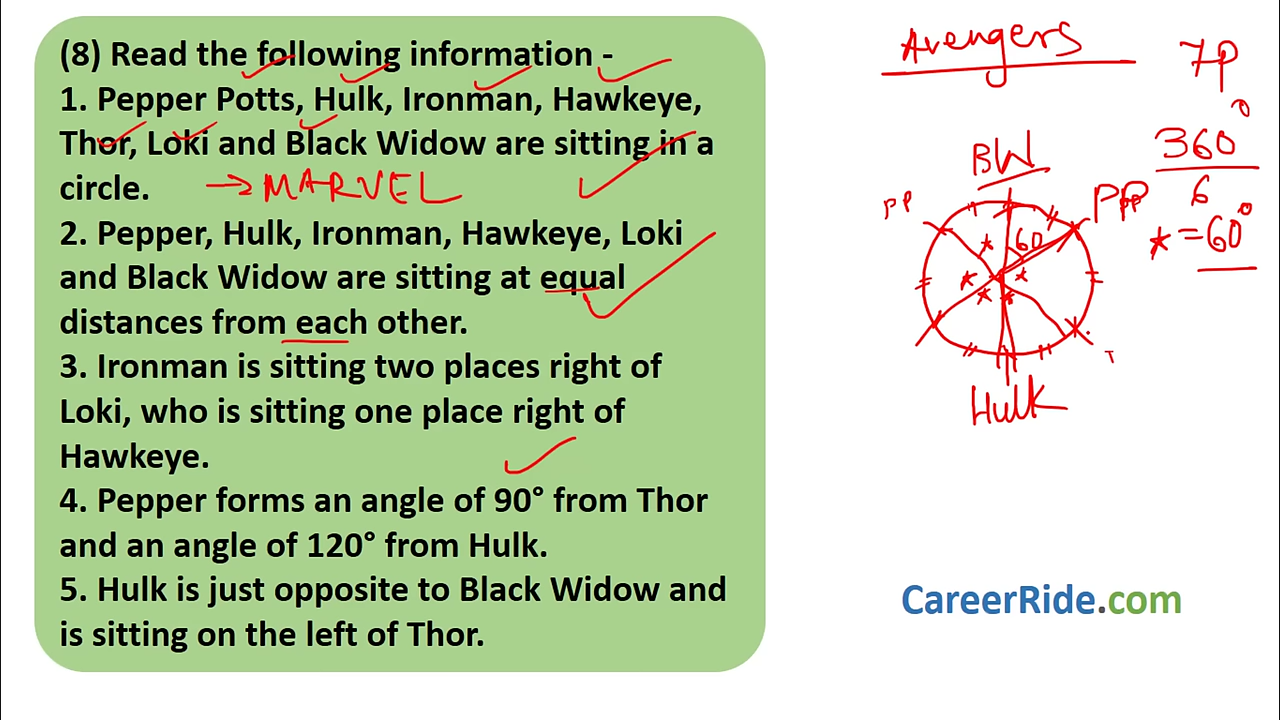 (8) Read the following information -
1. Pepper Potts, Hulk, Ironman, Hawkeye,
Thor, Loki and Black Widow are sitting in a
circle.
→ MARVEL
2. Pepper, Hulk, Ironman, Hawkeye, Loki
and Black Widow are sitting at equal
distances from each other.
3. Ironman is sitting two places right of
Loki, who is sitting one place right of
Hawkeye.
4. Pepper forms an angle of 90° from Thor
and an angle of 120° from Hulk.
5. Hulk is just opposite to Black Widow and
is sitting on the left of Thor.
Avengers
7P
360°
6
* = 60°
BW
PP
PP
PP
60
T
Hulk
CareerRide.com